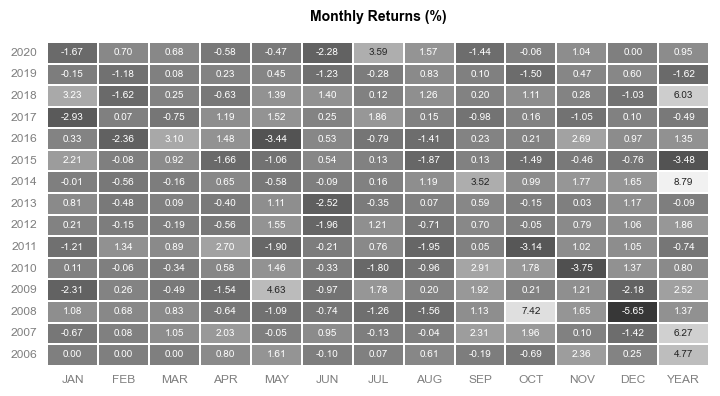 Monthly Returns (%)
2020 -1.67 0.70 0.68 -0.58 -0.47 -2.28 3.59 1.57 -1.44 -0.06 1.04 0.00 0.95
2019 -0.15 -1.18 0.08 0.23 0.45 -1.23 -0.28 0.83 0.10 -1.50 0.47 0.60 -1.62
2018 3.23 -1.62 0.25 -0.63 1.39 1.40 0.12 1.26 0.20 1.11 0.28 -1.03 6.03
2017 -2.93 0.07 -0.75 1.19 1.52 0.25 1.86 0.15 -0.98 0.16 -1.05 0.10 -0.49
2016 0.33 -2.36 3.10 1.48 -3.44 0.53 -0.79 -1.41 0.23 0.21 2.69 0.97 1.35
2015 2.21 -0.08 0.92 -1.66 -1.06 0.54 0.13 -1.87 0.13 -1.49 -0.46 -0.76 -3.48
2014 -0.01 -0.56 -0.16 0.65 -0.58 -0.09 0.16 1.19 3.52 0.99 1.77 1.65 8.79
2013 0.81 -0.48 0.09 -0.40 1.11 -2.52 -0.35 0.07 0.59 -0.15 0.03 1.17 -0.09
2012 0.21 -0.15 -0.19 -0.56 1.55 -1.96 1.21 -0.71 0.70 -0.05 0.79 1.06 1.86
2011 -1.21 1.34 0.89 2.70 -1.90 -0.21 0.76 -1.95 0.05 -3.14 1.02 1.05 -0.74
2010 0.11 -0.06 -0.34 0.58 1.46 -0.33 -1.80 -0.96 2.91 1.78 -3.75 1.37 0.80
2009 -2.31 0.26 -0.49 -1.54 4.63 -0.97 1.78 0.20 1.92 0.21 1.21 -2.18 2.52
2008 1.08 0.68 0.83 -0.64 -1.09 -0.74 -1.26 -1.56 1.13 7.42 1.65 -5.65 1.37
2007 -0.67 0.08 1.05 2.03 -0.05 0.95 -0.13 -0.04 2.31 1.96 0.10 -1.42 6.27
2006 0.00 0.00 0.00 0.80 1.61 -0.10 0.07 0.61 -0.19 -0.69 2.36 0.25 4.77
JAN FEB MAR APR MAY JUN JUL AUG SEP OCT NOV DEC YEAR